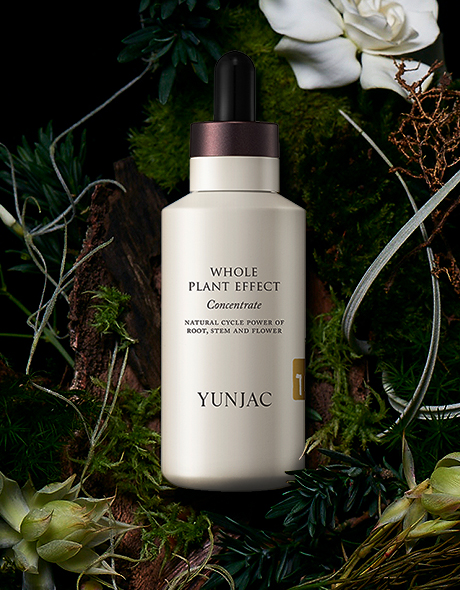 WHOLE
PLANT EFFECT
Concentrate
NATURAL CYCLE POWER OF
ROOT, STEM AND FLOWER
YUNJAC